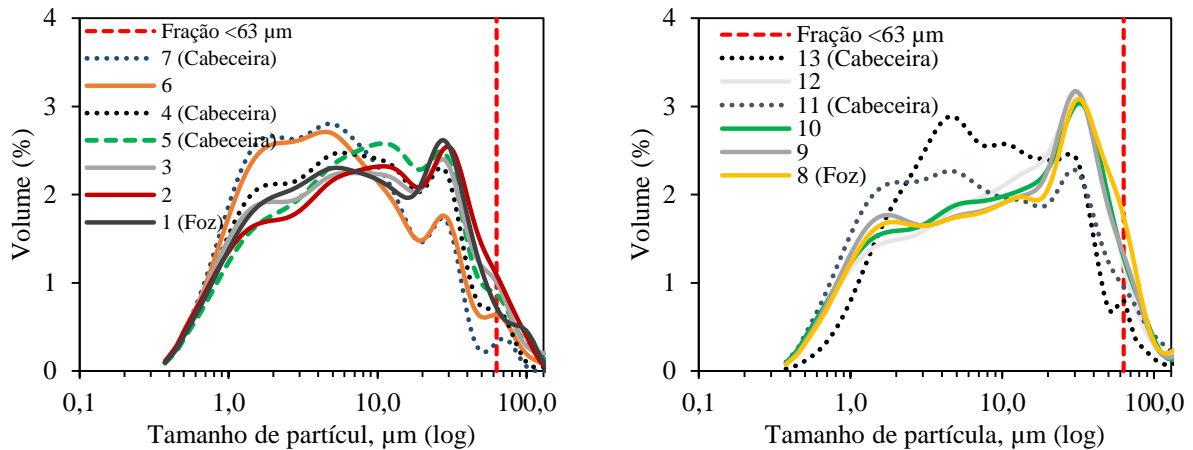 4
3
2
1
0
Volume (%)
Fração <63 µm
7 (Cabeceira)
6
4 (Cabeceira)
5 (Cabeceira)
3
2
1 (Foz)
0,1
1,0
10,0
100,0
Tamanho de partícul, µm (log)
4
3
2
1
0
Volume (%)
Fração <63 µm
13 (Cabeceira)
12
11 (Cabeceira)
10
9
8 (Foz)
0,1
1,0
10,0
100,0
Tamanho de partícula, µm (log)